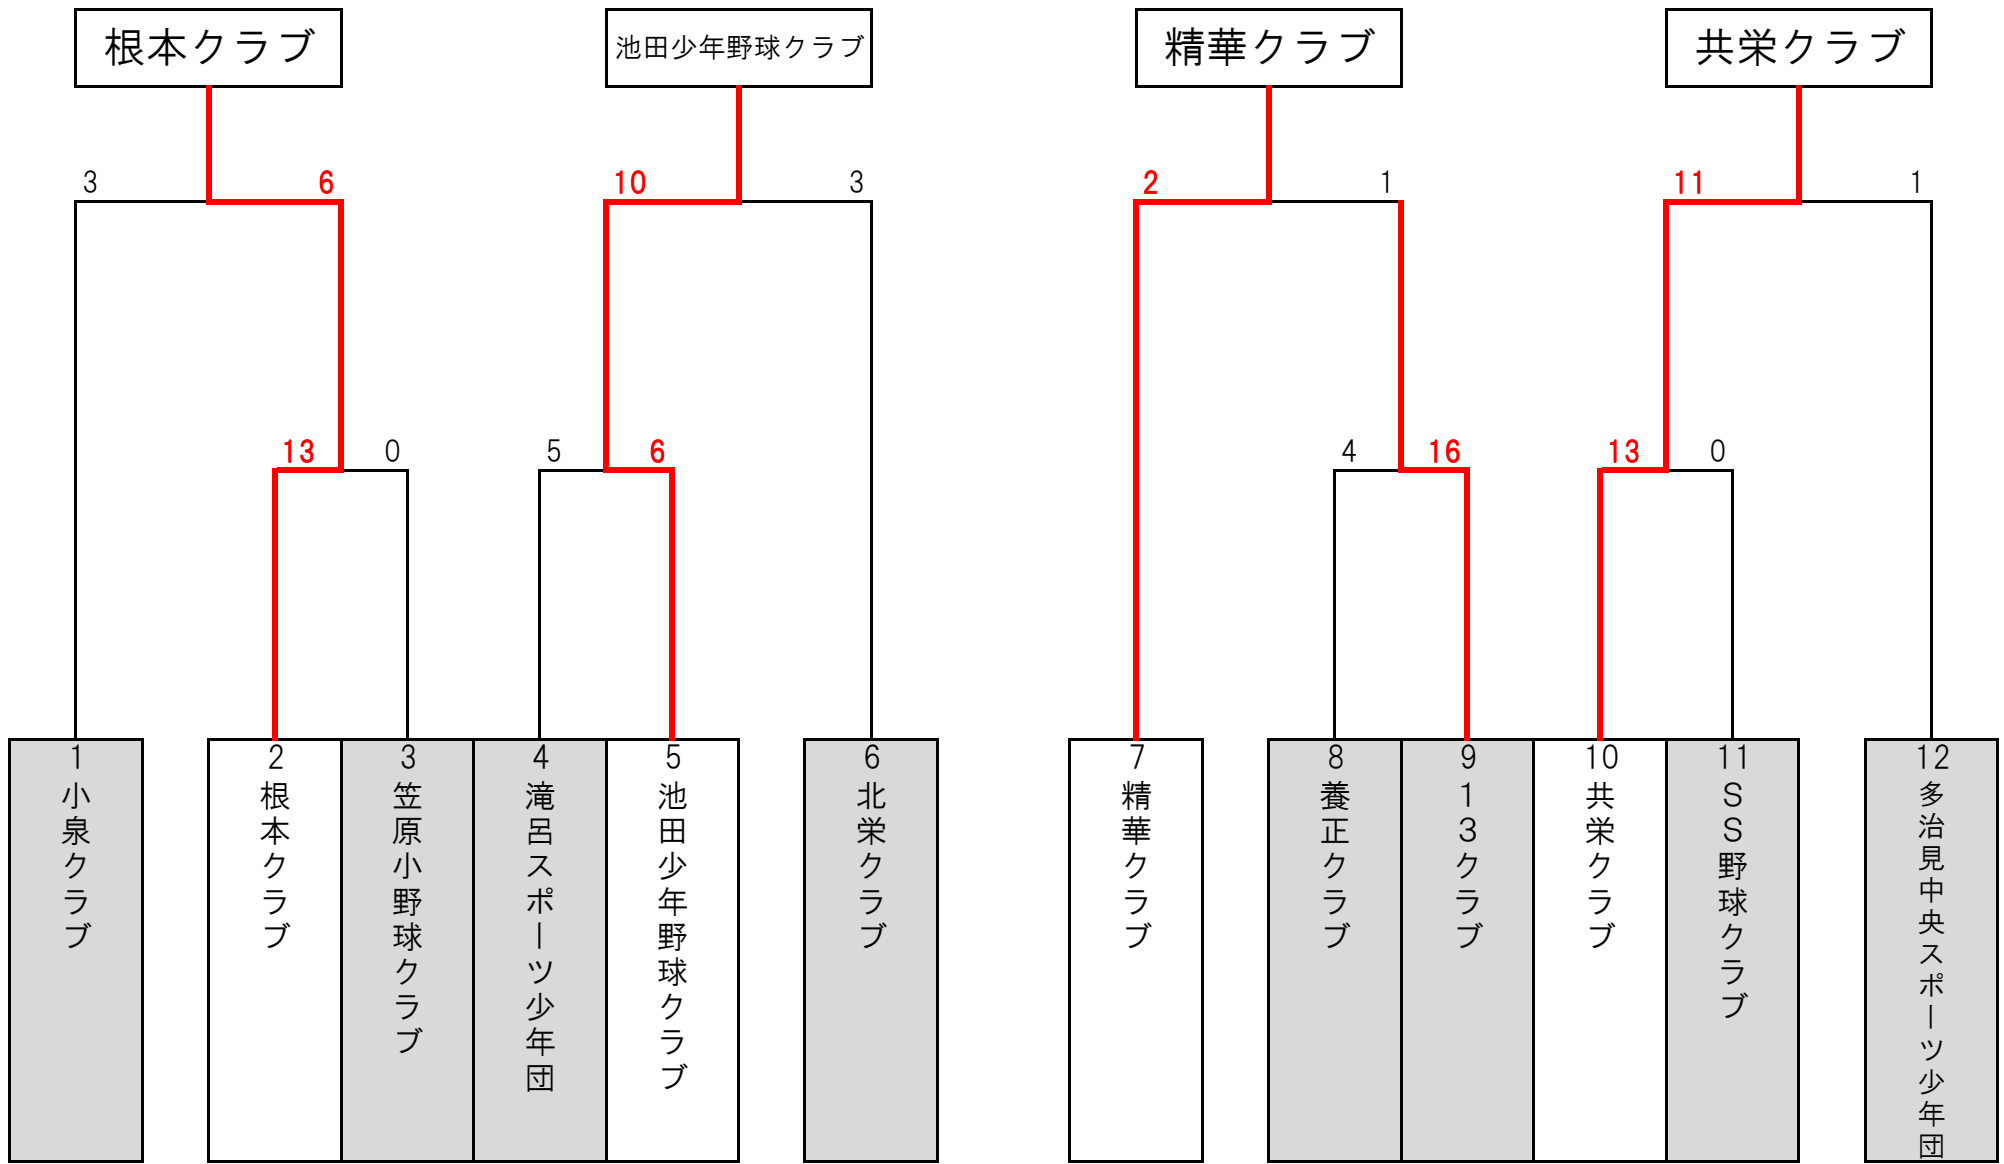 根本クラブ
池田少年野球クラブ
精華クラブ
共栄クラブ
3
6
10
3
2
1
11
1
13
0
5
6
4
16
13
0
1
小泉クラブ
2
根本クラブ
3
笠原小野球クラブ
4
滝呂スポーツ少年団
5
池田少年野球クラブ
6
北栄クラブ
7
精華クラブ
8
養正クラブ
9
13クラブ
10
共栄クラブ
11
SS野球クラブ
12
多治見中央スポーツ少年団